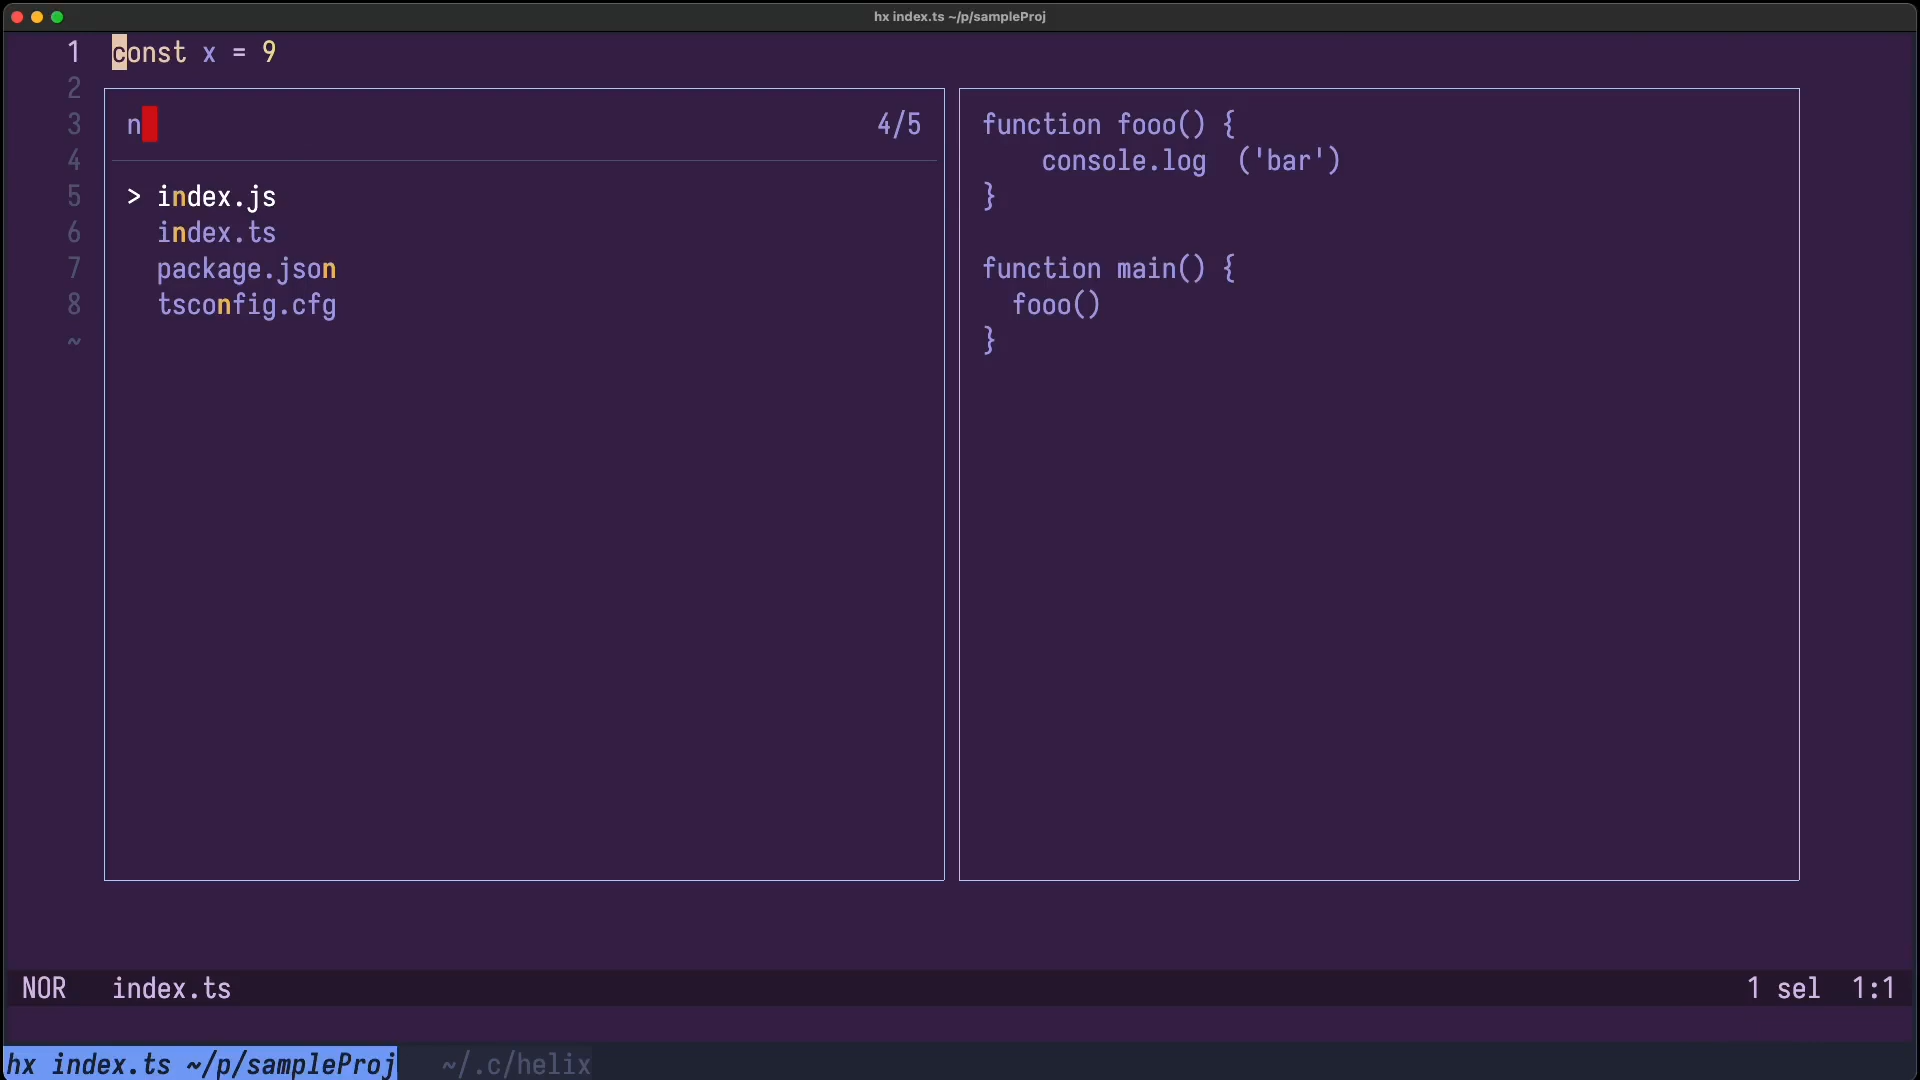 hx index.ts ~/p/sampleProj
1 const x = 9
2
3
4
5
6
7
8
~
n 4/5
> index.js
index.ts
package.json
tsconfig.cfg
function fooo() {
    console.log  ('bar')
}
function main() {
  fooo()
}
NOR index.ts 1 sel 1:1
hx index.ts ~/p/sampleProj ~/.c/helix